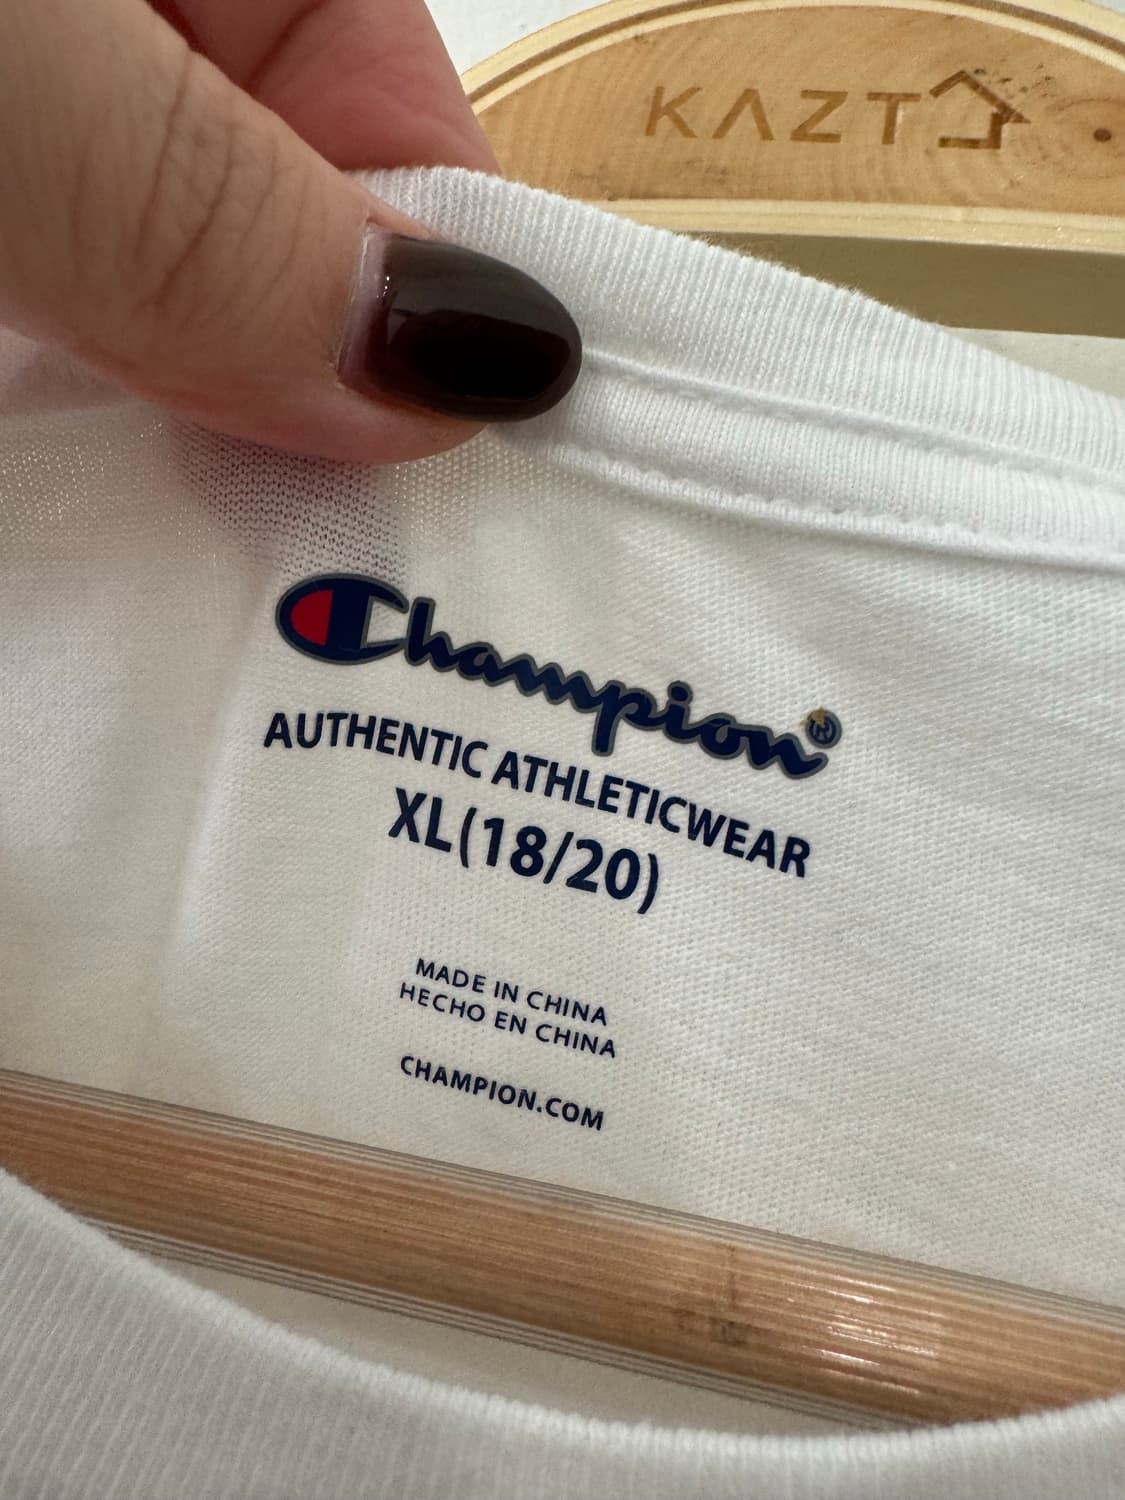 KAZT
Champion®
AUTHENTIC ATHLETICWEAR
XL(18/20)
MADE IN CHINA
HECHO EN CHINA
CHAMPION.COM